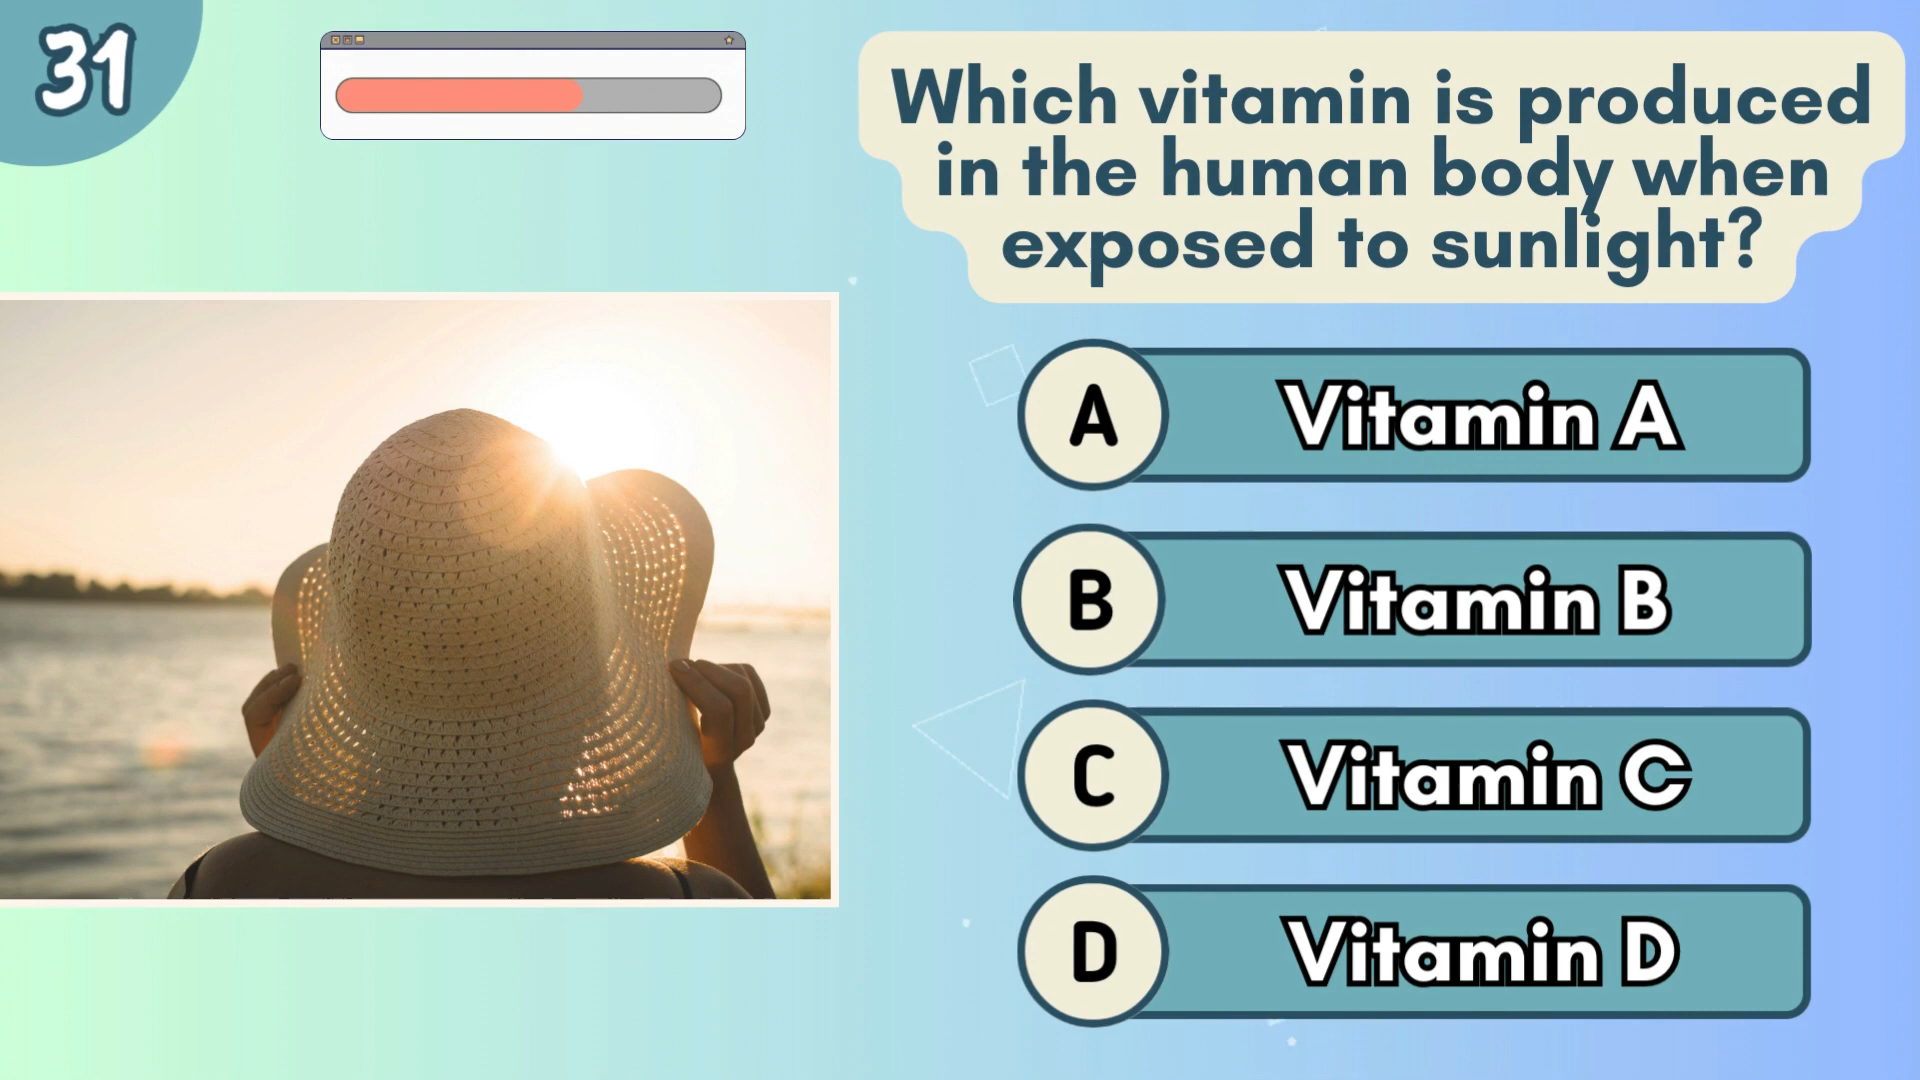 31
Which vitamin is produced
in the human body when
exposed to sunlight?
A Vitamin A
B Vitamin B
C Vitamin C
D Vitamin D